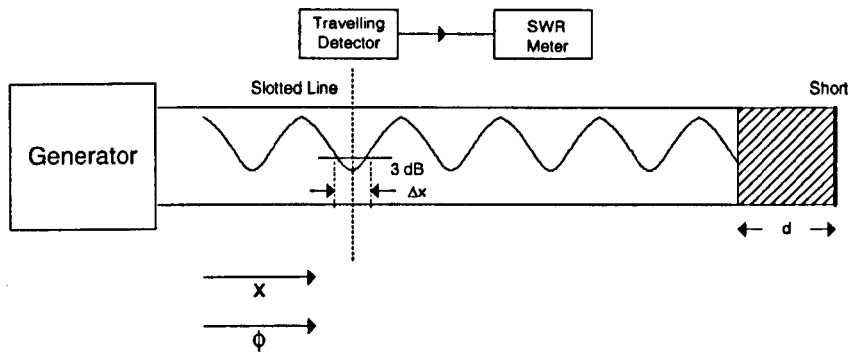 Travelling
Detector
SWR
Meter
Slotted Line
Short
Generator
3 dB
Δx
d
X
ϕ